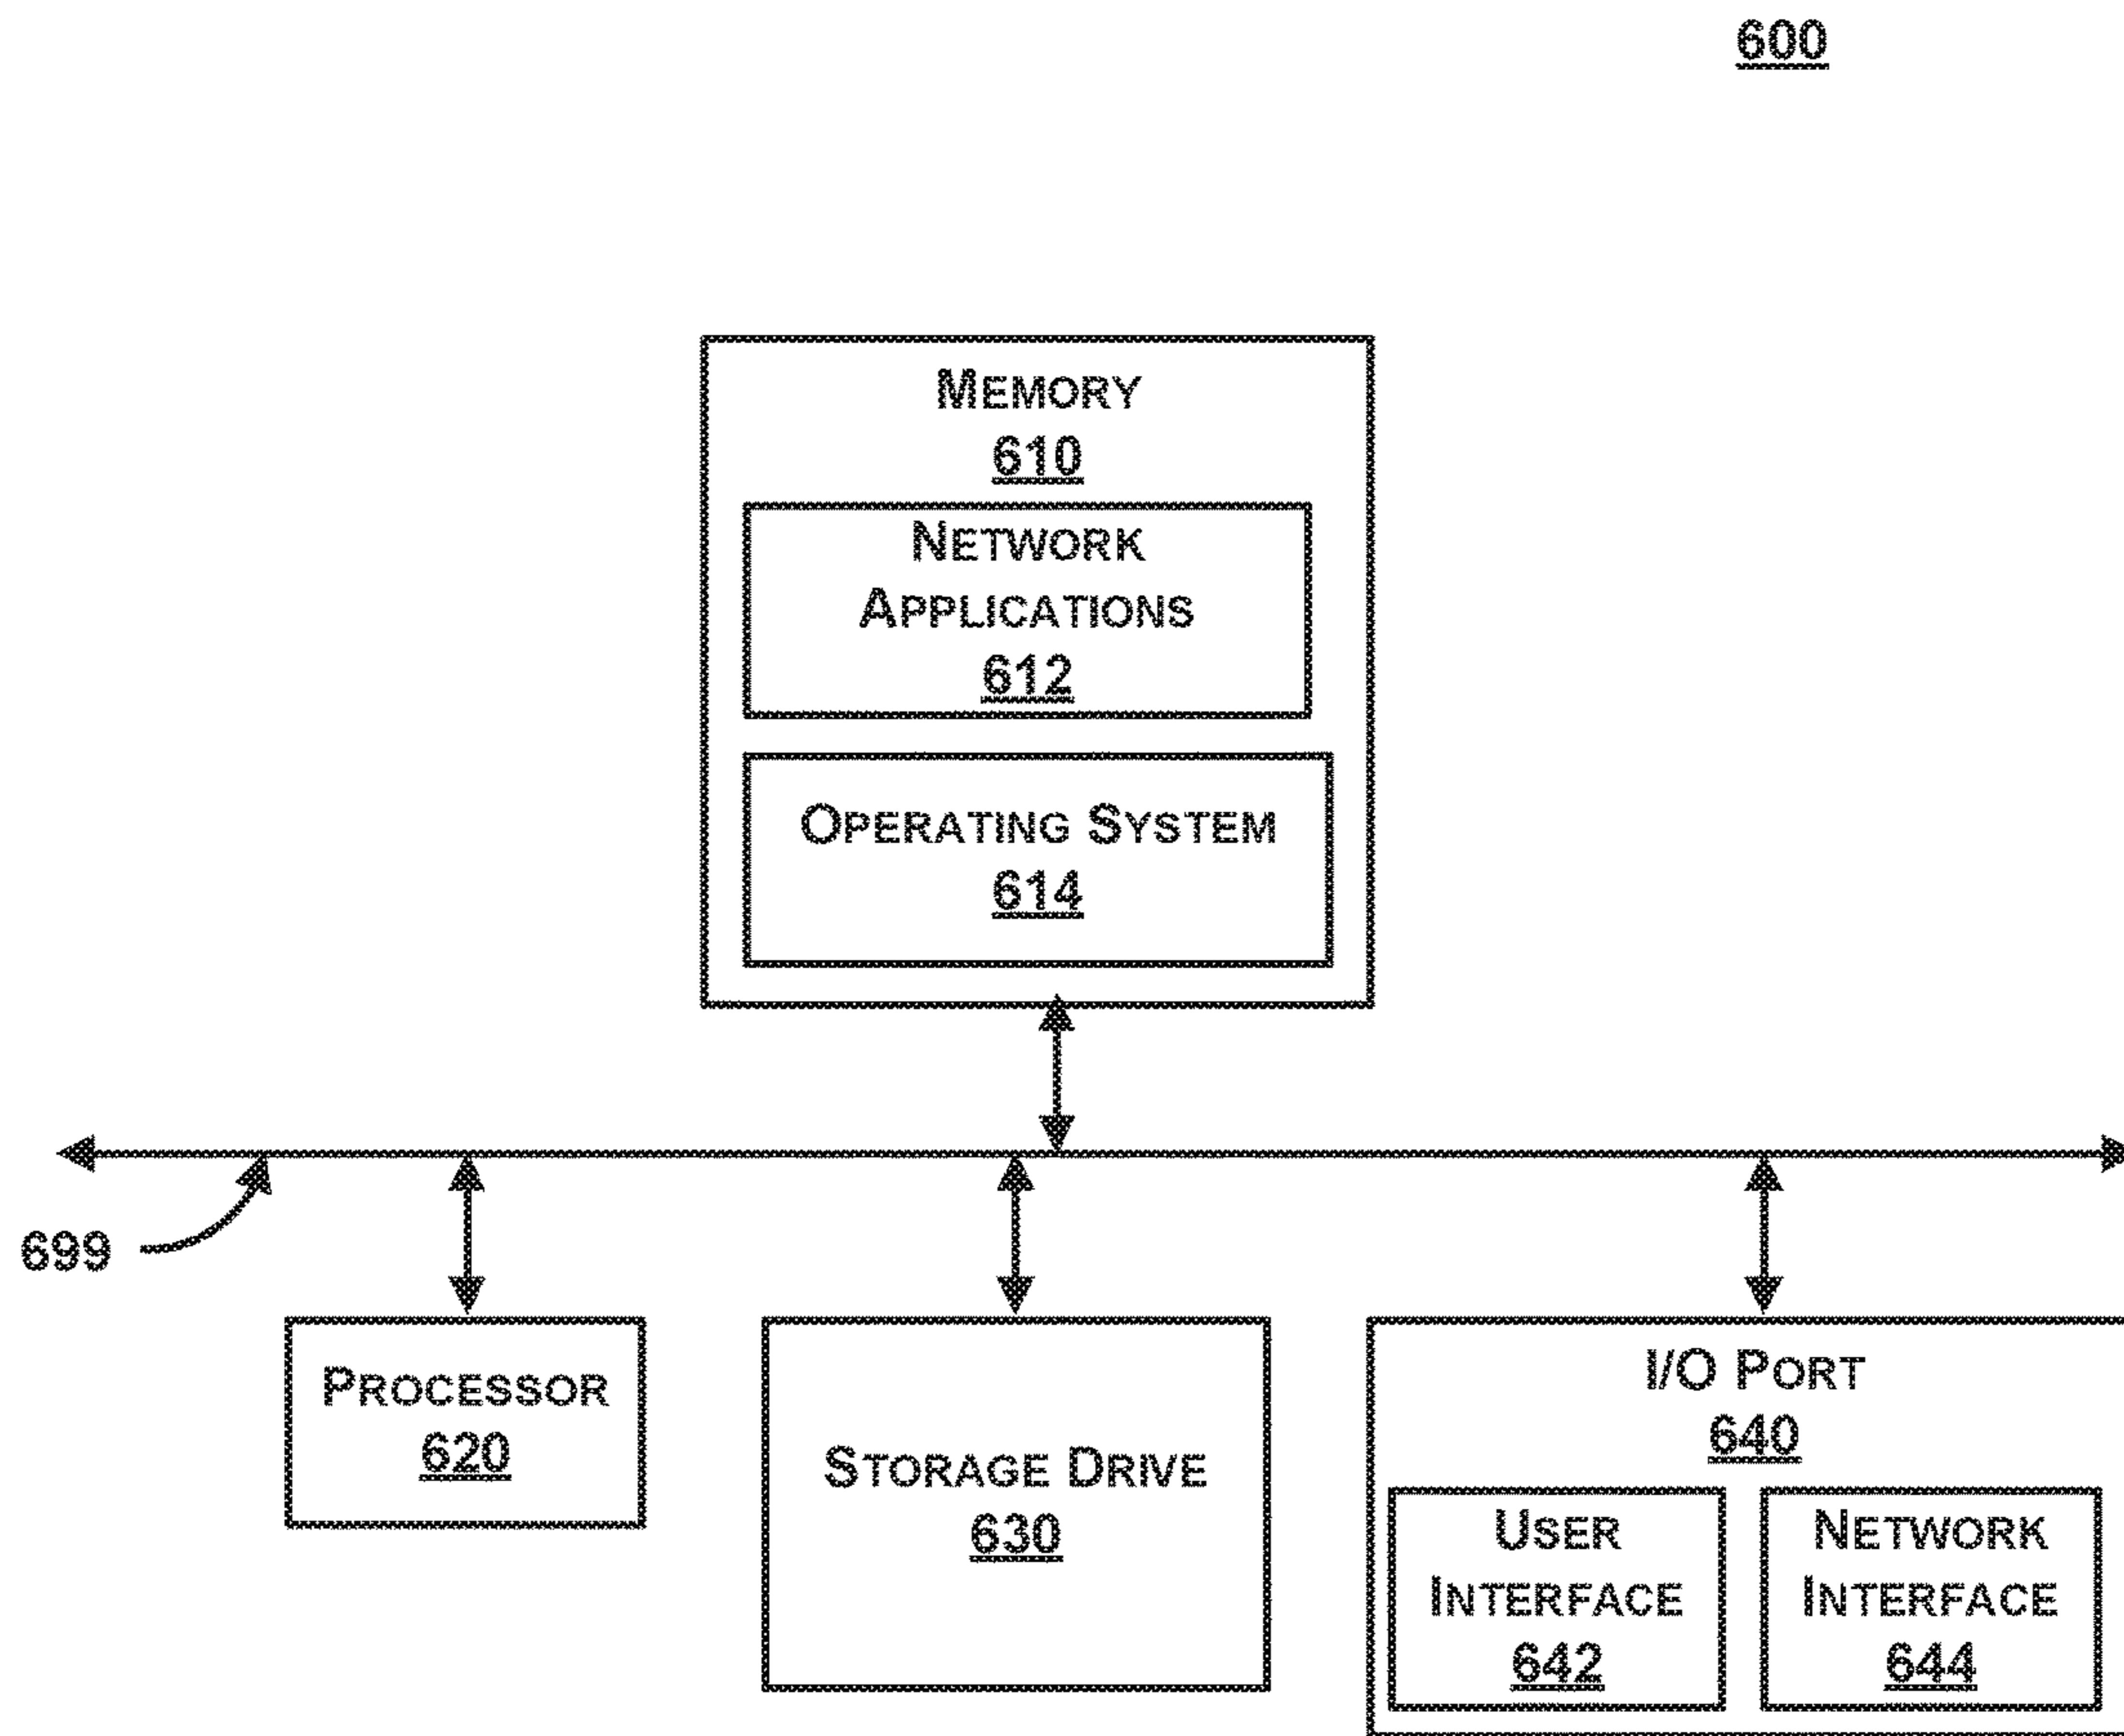 600
MEMORY
610
NETWORK
APPLICATIONS
612
OPERATING SYSTEM
614
699
PROCESSOR
620
STORAGE DRIVE
630
I/O PORT
640
USER
INTERFACE
642
NETWORK
INTERFACE
644